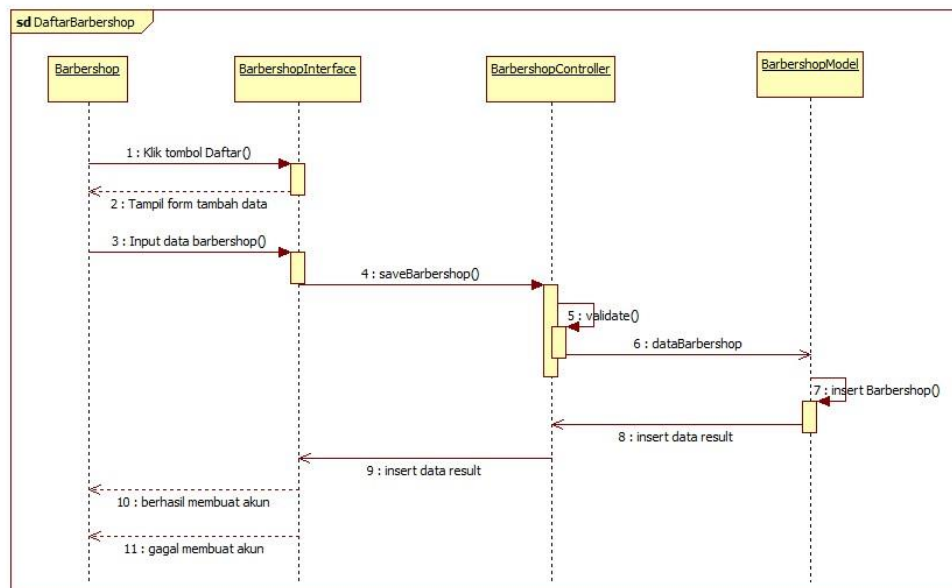 sd DaftarBarbershop
Barbershop
BarbershopInterface
BarbershopController
BarbershopModel
1 : Klik tombol Daftar()
2 : Tampil form tambah data
3 : Input data barbershop()
4 : saveBarbershop()
5 : validate()
6 : dataBarbershop
7 : insert Barbershop()
8 : insert data result
9 : insert data result
10 : berhasil membuat akun
11 : gagal membuat akun